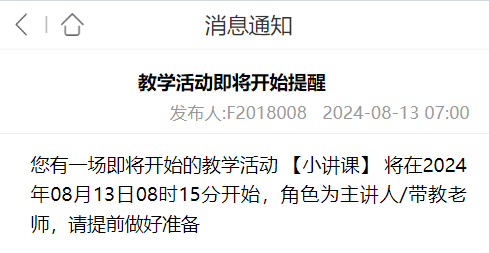 消息通知
教学活动即将开始提醒
发布人:F2018008 2024-08-13 07:00
您有一场即将开始的教学活动 【小讲课】 将在2024
年08月13日08时15分开始，角色为主讲人/带教老
师，请提前做好准备